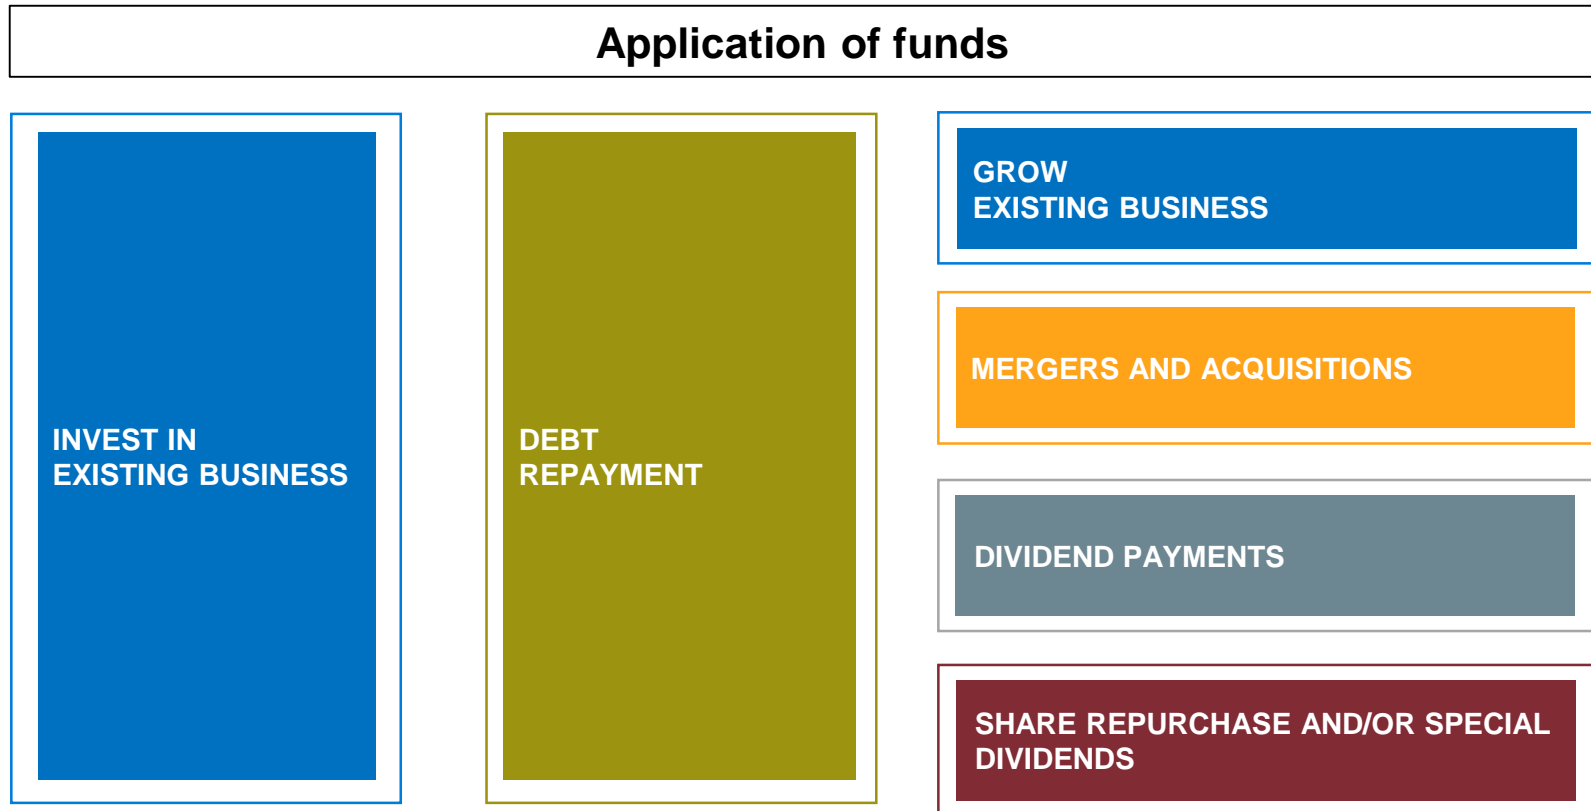 Application of funds
INVEST IN
EXISTING BUSINESS
DEBT
REPAYMENT
GROW
EXISTING BUSINESS
MERGERS AND ACQUISITIONS
DIVIDEND PAYMENTS
SHARE REPURCHASE AND/OR SPECIAL
DIVIDENDS